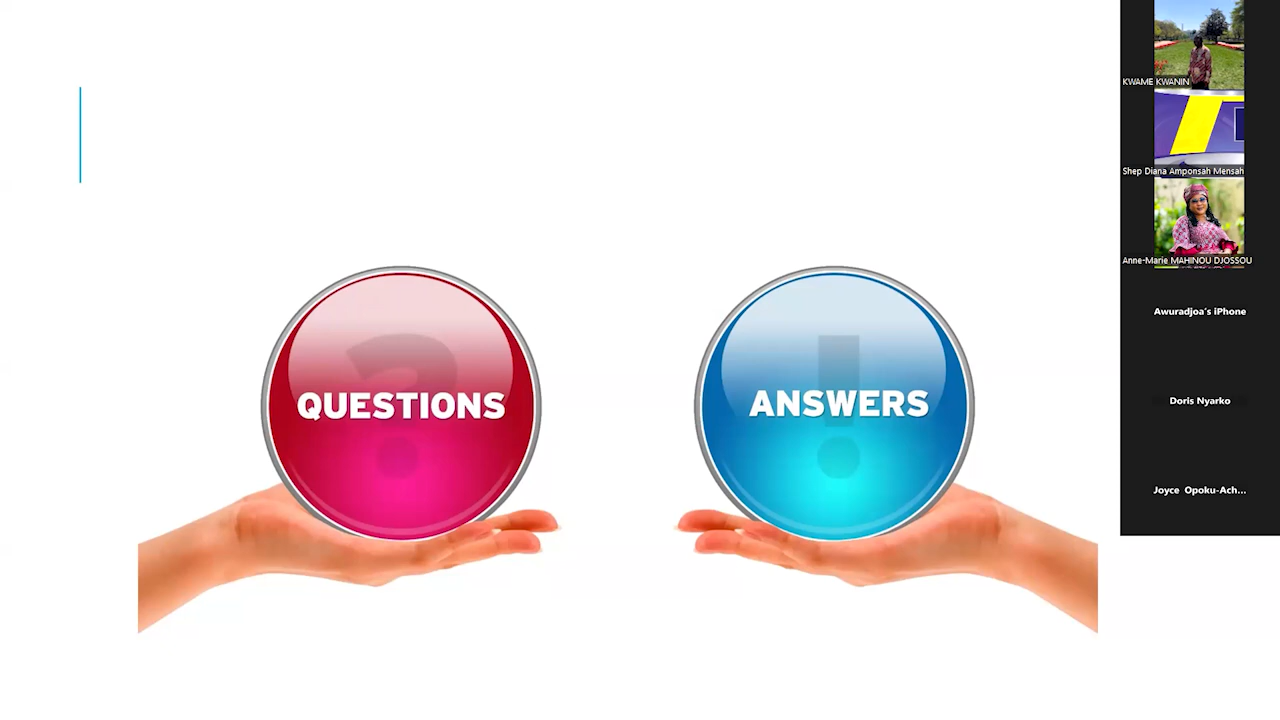 QUESTIONS
ANSWERS
KWAME KWANIN
Shep Diana Amponsah Mensah
Anne-Marie MAHINOU DJOSSOU
Awuradjoa's iPhone
Doris Nyarko
Joyce Opoku-Ach...